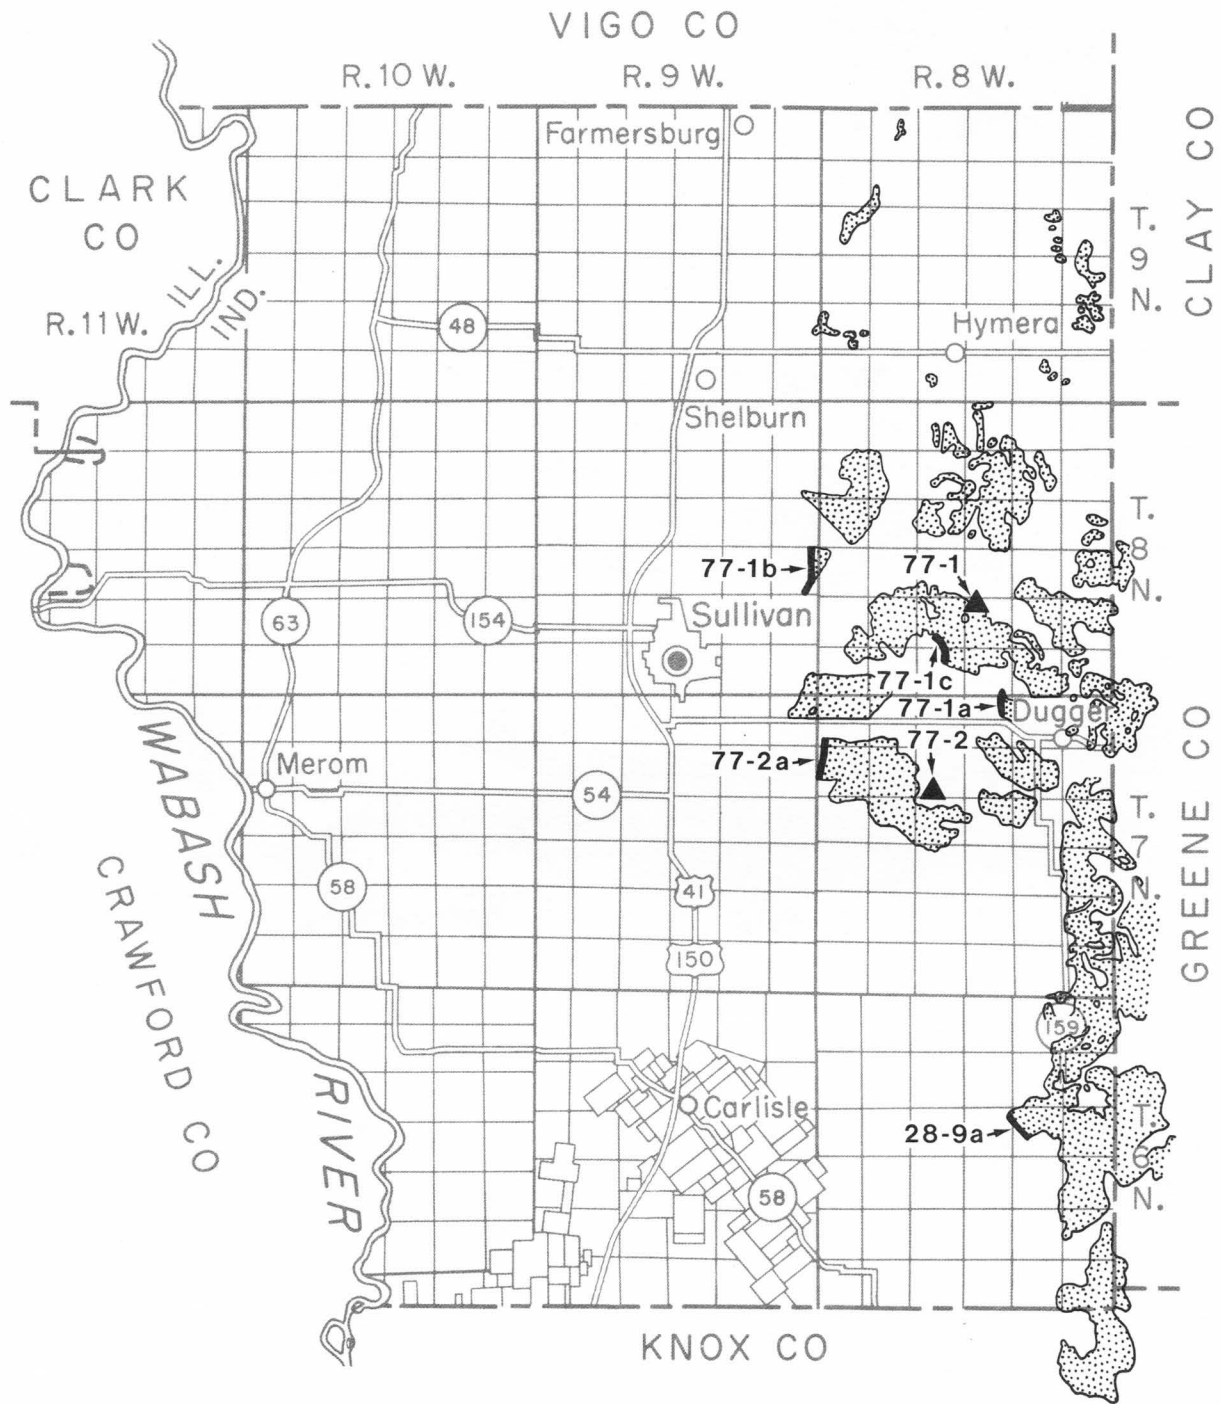 VIGO CO
R. 10 W.
R. 9 W.
R. 8 W.
Farmersburg
CLARK
CO
T.
9
N.
CLAY CO
ILL.
IND.
R. 11 W.
48
Hymera
Shelburn
T.
8
N.
77-1b
77-1
63
154
Sullivan
77-1c
77-1a
Dugger
77-2
77-2a
WABASH
RIVER
Merom
54
T.
7
N.
GREENE CO
58
41
150
CRAWFORD CO
159
Carlisle
28-9a
T.
6
N.
58
KNOX CO